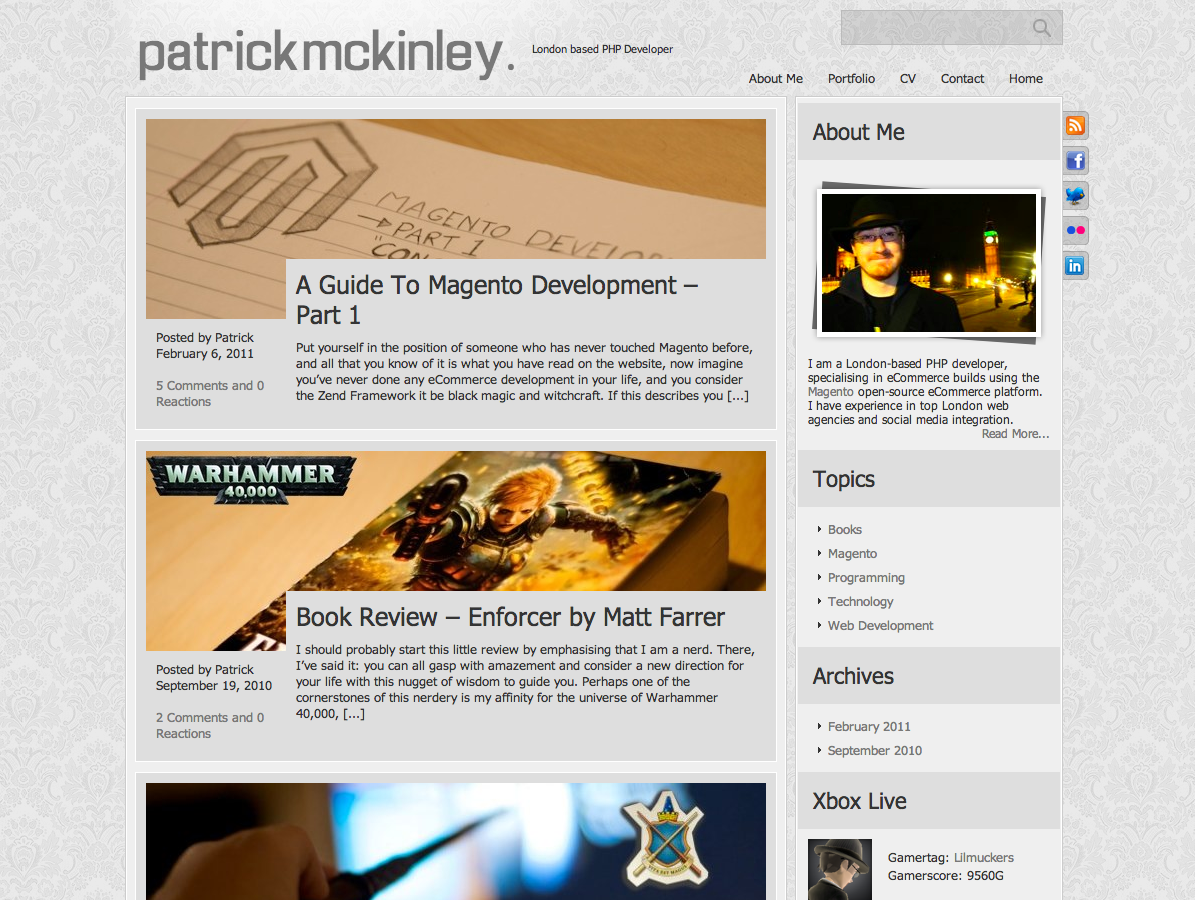 patrickmckinley.
London based PHP Developer
About Me Portfolio CV Contact Home
MAGENTO DEVELO
PART 1
"CON
A Guide To Magento Development –
Part 1
Posted by Patrick
February 6, 2011
5 Comments and 0
Reactions
Put yourself in the position of someone who has never touched Magento before,
and all that you know of it is what you have read on the website, now imagine
you've never done any eCommerce development in your life, and you consider
the Zend Framework it be black magic and witchcraft. If this describes you [...]
WARHAMMER
40,000
Book Review – Enforcer by Matt Farrer
Posted by Patrick
September 19, 2010
2 Comments and 0
Reactions
I should probably start this little review by emphasising that I am a nerd. There,
I've said it: you can all gasp with amazement and consider a new direction for
your life with this nugget of wisdom to guide you. Perhaps one of the
cornerstones of this nerdery is my affinity for the universe of Warhammer
40,000, [...]
About Me
I am a London-based PHP developer,
specialising in eCommerce builds using the
Magento open-source eCommerce platform.
I have experience in top London web
agencies and social media integration.
Read More...
Topics
Books
Magento
Programming
Technology
Web Development
Archives
February 2011
September 2010
Xbox Live
Gamertag: Lilmuckers
Gamerscore: 9560G
f
in